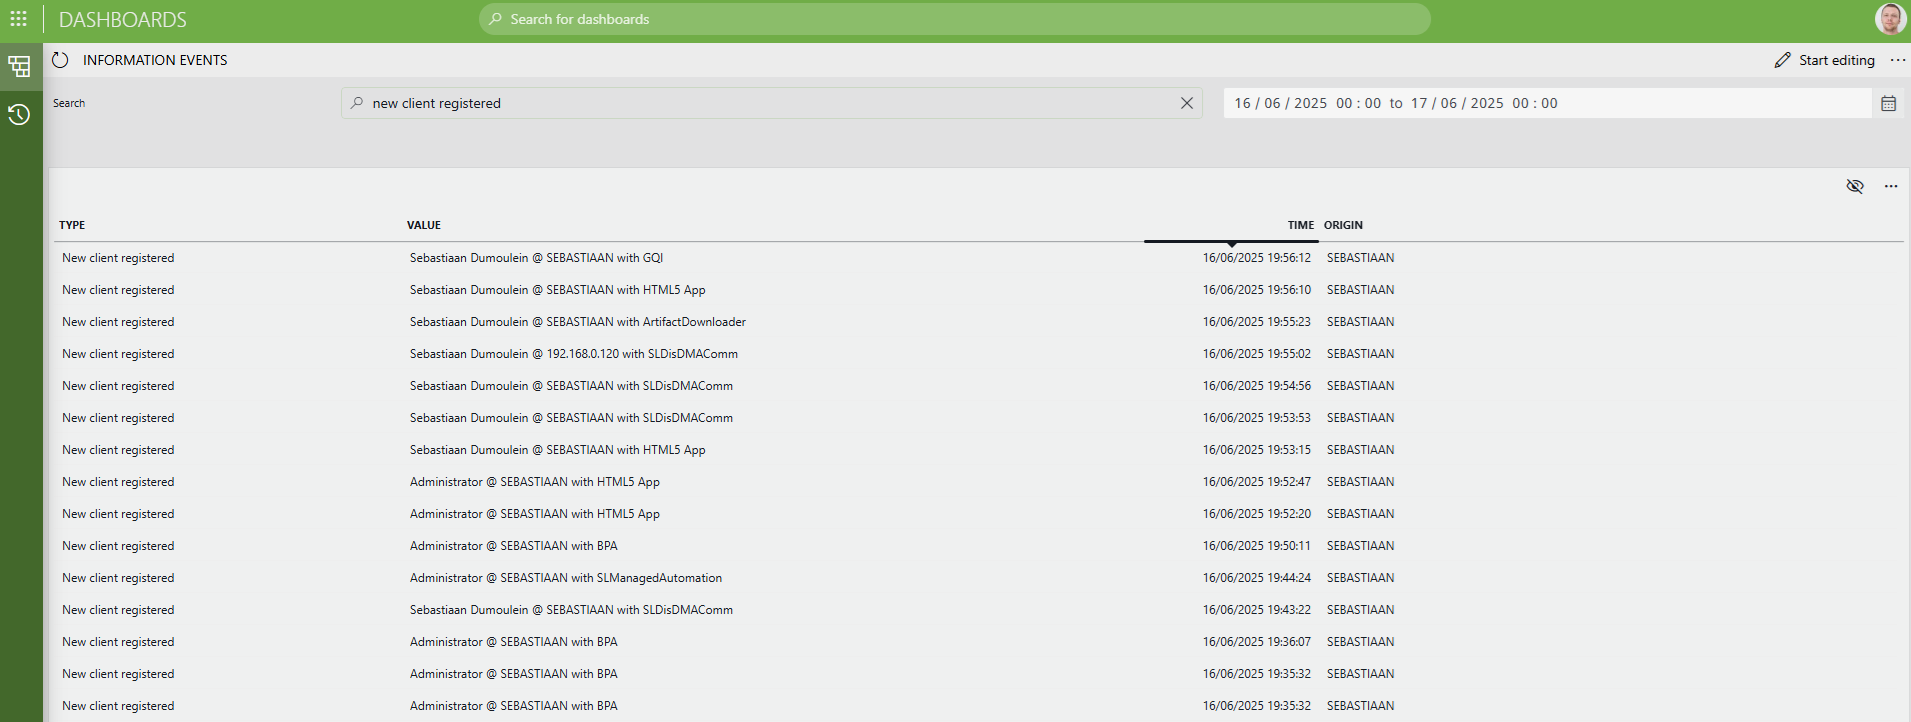 DASHBOARDS Search for dashboards
INFORMATION EVENTS Start editing
Search new client registered 16 / 06 / 2025 00 : 00 to 17 / 06 / 2025 00 : 00
TYPE VALUE TIME ORIGIN
New client registered Sebastiaan Dumoulein @ SEBASTIAAN with GQI 16/06/2025 19:56:12 SEBASTIAAN
New client registered Sebastiaan Dumoulein @ SEBASTIAAN with HTML5 App 16/06/2025 19:56:10 SEBASTIAAN
New client registered Sebastiaan Dumoulein @ SEBASTIAAN with ArtifactDownloader 16/06/2025 19:55:23 SEBASTIAAN
New client registered Sebastiaan Dumoulein @ 192.168.0.120 with SLDisDMAComm 16/06/2025 19:55:02 SEBASTIAAN
New client registered Sebastiaan Dumoulein @ SEBASTIAAN with SLDisDMAComm 16/06/2025 19:54:56 SEBASTIAAN
New client registered Sebastiaan Dumoulein @ SEBASTIAAN with SLDisDMAComm 16/06/2025 19:53:53 SEBASTIAAN
New client registered Sebastiaan Dumoulein @ SEBASTIAAN with HTML5 App 16/06/2025 19:53:15 SEBASTIAAN
New client registered Administrator @ SEBASTIAAN with HTML5 App 16/06/2025 19:52:47 SEBASTIAAN
New client registered Administrator @ SEBASTIAAN with HTML5 App 16/06/2025 19:52:20 SEBASTIAAN
New client registered Administrator @ SEBASTIAAN with BPA 16/06/2025 19:50:11 SEBASTIAAN
New client registered Administrator @ SEBASTIAAN with SLManagedAutomation 16/06/2025 19:44:24 SEBASTIAAN
New client registered Sebastiaan Dumoulein @ SEBASTIAAN with SLDisDMAComm 16/06/2025 19:43:22 SEBASTIAAN
New client registered Administrator @ SEBASTIAAN with BPA 16/06/2025 19:36:07 SEBASTIAAN
New client registered Administrator @ SEBASTIAAN with BPA 16/06/2025 19:35:32 SEBASTIAAN
New client registered Administrator @ SEBASTIAAN with BPA 16/06/2025 19:35:32 SEBASTIAAN